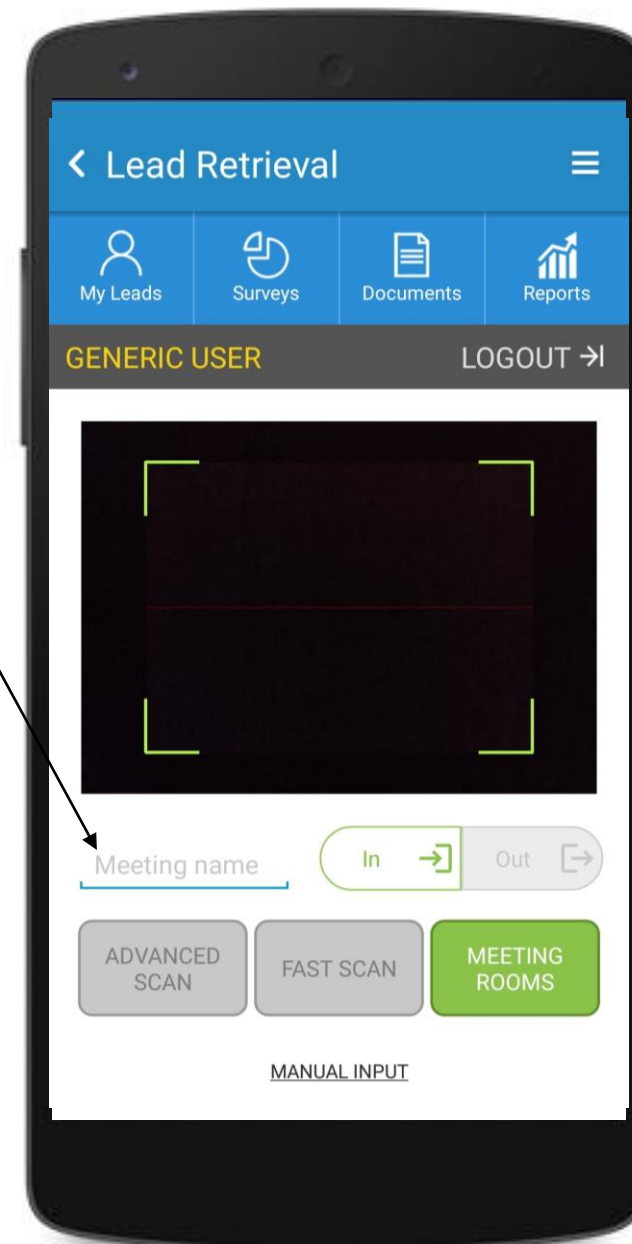 Lead Retrieval
My Leads Surveys Documents Reports
GENERIC USER LOGOUT
Meeting name In Out
ADVANCED SCAN FAST SCAN MEETING ROOMS
MANUAL INPUT